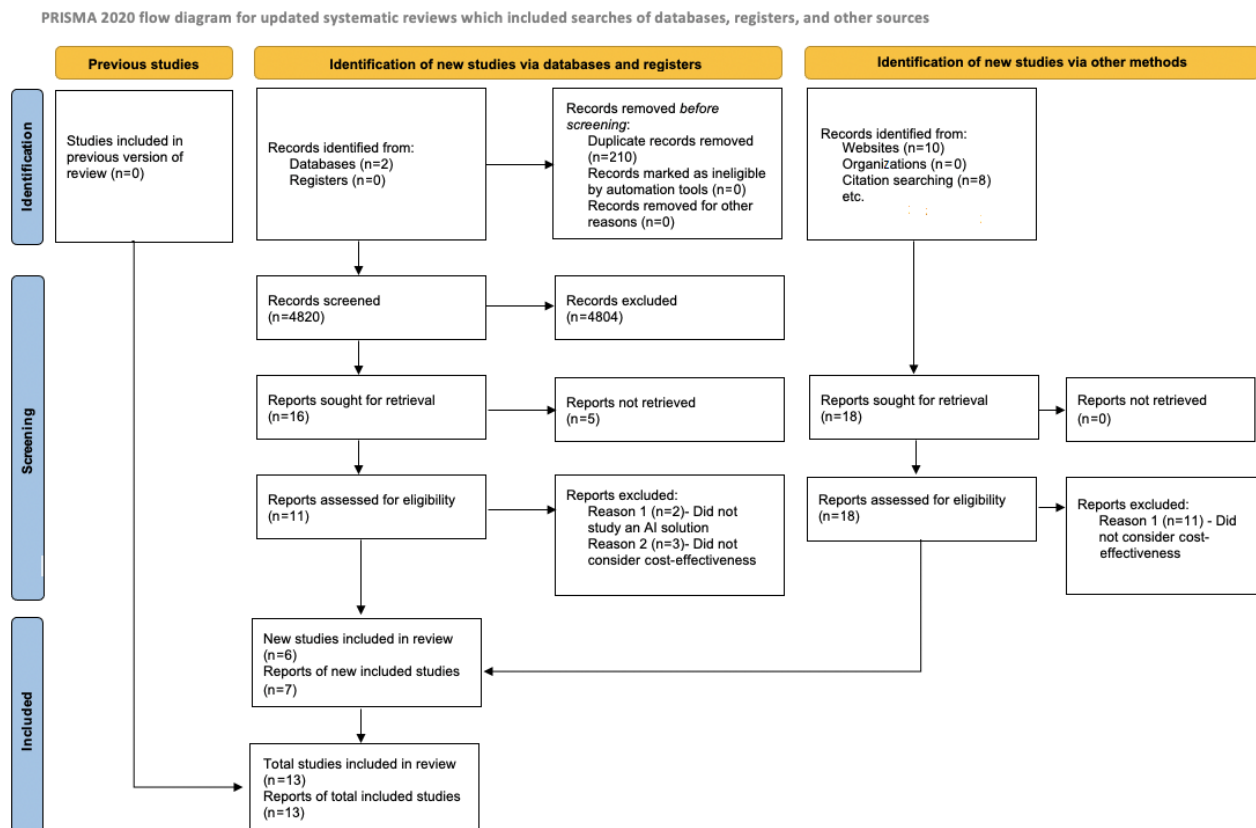 PRISMA 2020 flow diagram for updated systematic reviews which included searches of databases, registers, and other sources
Previous studies
Identification of new studies via databases and registers
Identification of new studies via other methods
Identification
Studies included in
previous version of
review (n=0)
Records identified from:
Databases (n=2)
Registers (n=0)
Records removed before
screening:
Duplicate records removed
(n=210)
Records marked as ineligible
by automation tools (n=0)
Records removed for other
reasons (n=0)
Records identified from:
Websites (n=10)
Organizations (n=0)
Citation searching (n=8)
etc.
Screening
Records screened
(n=4820)
Records excluded
(n=4804)
Reports sought for retrieval
(n=16)
Reports not retrieved
(n=5)
Reports sought for retrieval
(n=18)
Reports not retrieved
(n=0)
Reports assessed for eligibility
(n=11)
Reports excluded:
Reason 1 (n=2)- Did not
study an AI solution
Reason 2 (n=3)- Did not
consider cost-effectiveness
Reports assessed for eligibility
(n=18)
Reports excluded:
Reason 1 (n=11) - Did
not consider cost-
effectiveness
Included
New studies included in review
(n=6)
Reports of new included studies
(n=7)
Total studies included in review
(n=13)
Reports of total included studies
(n=13)